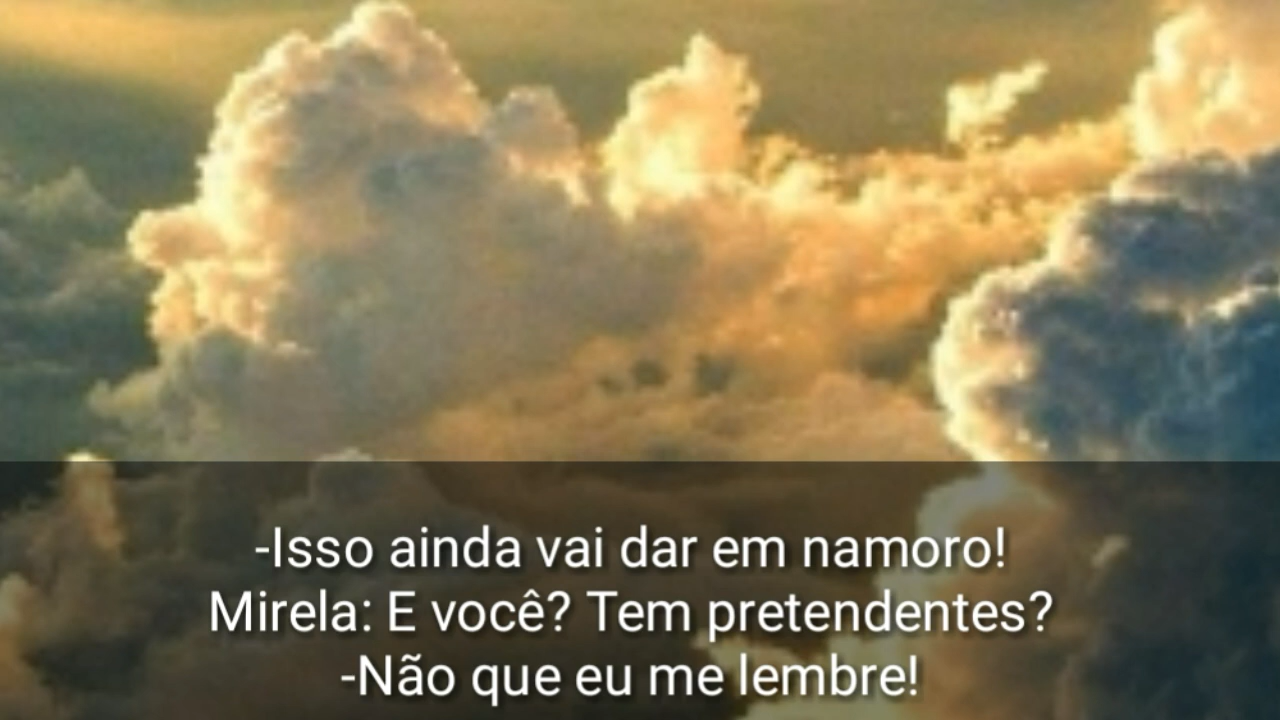 -Isso ainda vai dar em namoro!
Mirela: E você? Tem pretendentes?
-Não que eu me lembre!